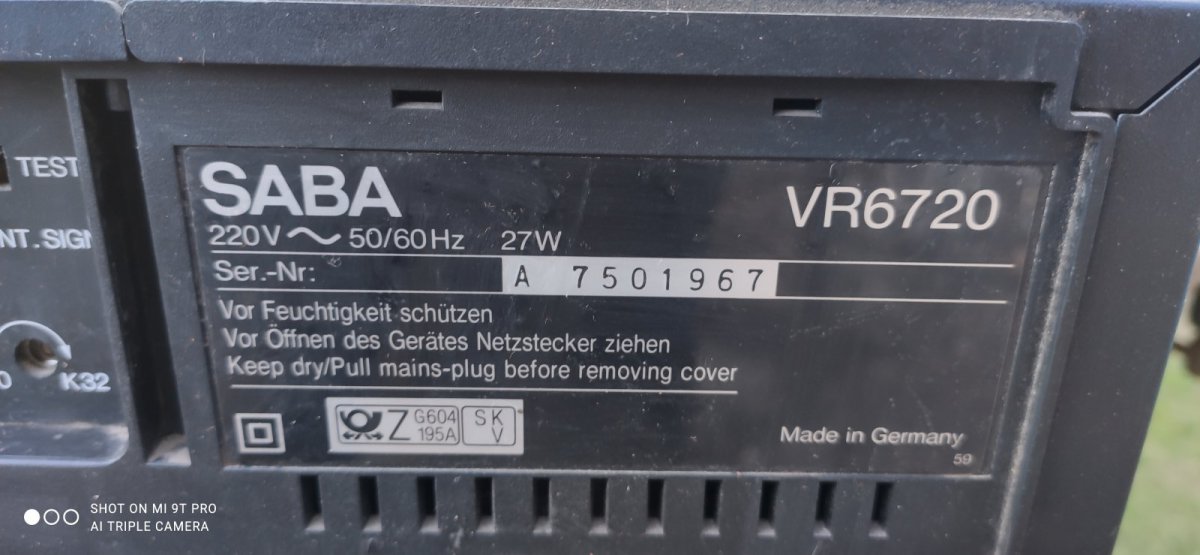 TEST
NT. SIGN
K32
SABA
VR6720
220V ~ 50/60Hz 27W
Ser.-Nr: A 7501967
Vor Feuchtigkeit schützen
Vor Öffnen des Gerätes Netzstecker ziehen
Keep dry/Pull mains-plug before removing cover
Z G604 195A SK V
Made in Germany
59
SHOT ON MI 9T PRO
AI TRIPLE CAMERA